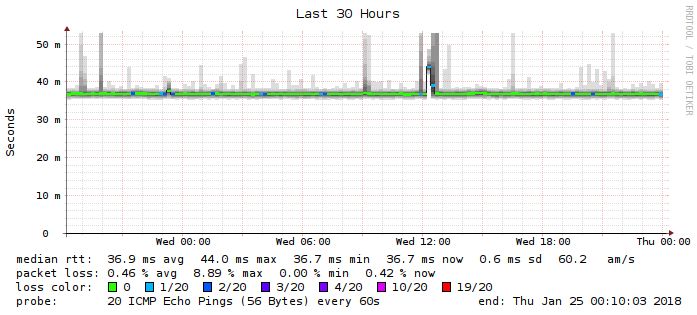 Last 30 Hours
RRDTOOL / TOBI OETIKER
Seconds
50 m
40 m
30 m
20 m
10 m
0
Wed 00:00 Wed 06:00 Wed 12:00 Wed 18:00 Thu 00:00
median rtt: 36.9 ms avg 44.0 ms max 36.7 ms min 36.7 ms now 0.6 ms sd 60.2 am/s
packet loss: 0.46 % avg 8.89 % max 0.00 % min 0.42 % now
loss color: 0 1/20 2/20 3/20 4/20 10/20 19/20
probe: 20 ICMP Echo Pings (56 Bytes) every 60s end: Thu Jan 25 00:10:03 2018